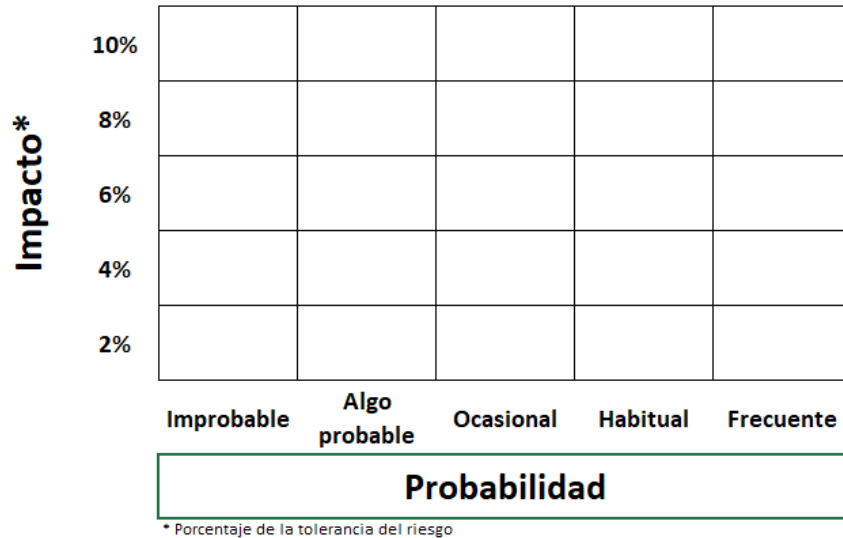 Impacto*
10%
8%
6%
4%
2%
Improbable
Algo
probable
Ocasional
Habitual
Frecuente
Probabilidad
* Porcentaje de la tolerancia del riesgo